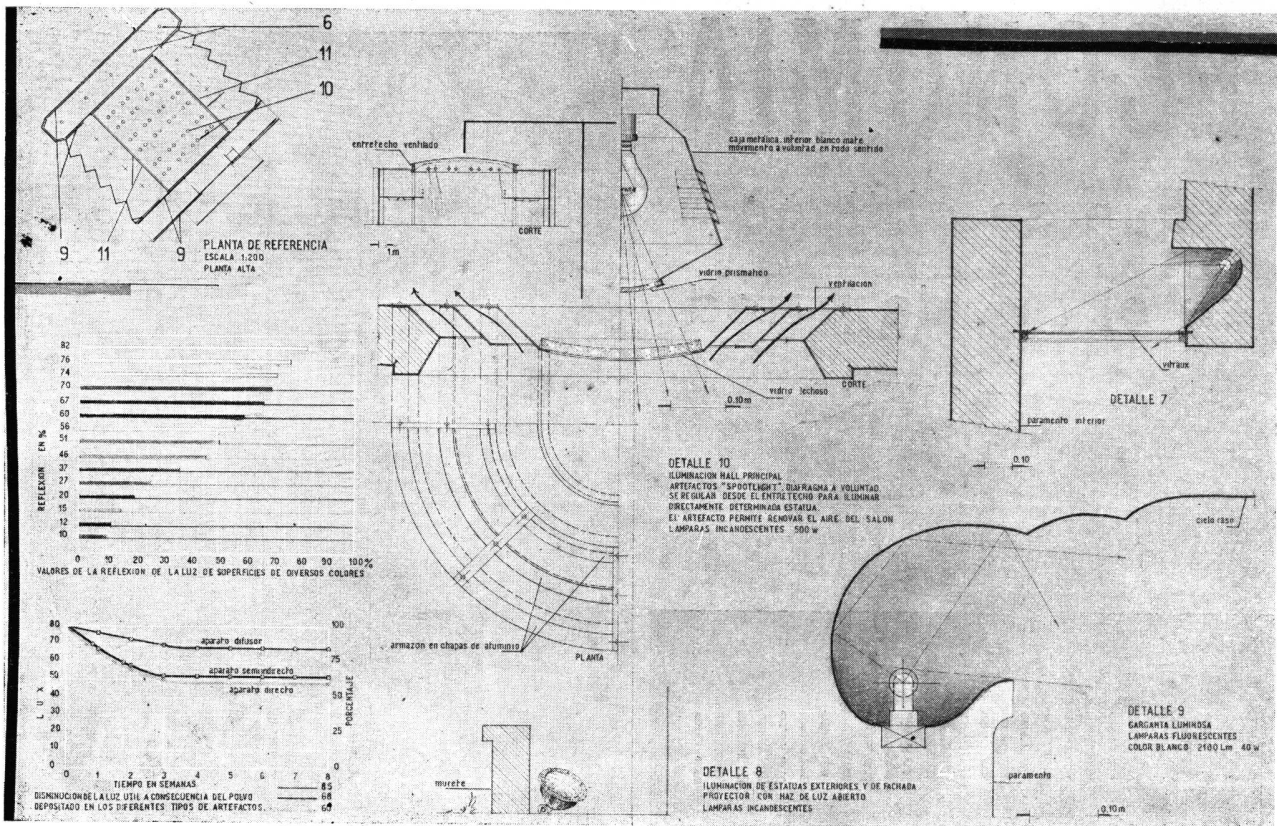 6
11
11
10
9
11
9
PLANTA DE REFERENCIA
ESCALA 1:200
PLANTA ALTA
entretecho ventilado
CORTE
1m
caja metálica, interior blanco mate
movimiento a voluntad en todo sentido
vidrio prismatico
ventilacion
vidrio lechoso
CORTE
0.10m
vitraux
DETALLE 7
paramento interior
0.10
REFLEXION EN %
82
76
74
70
67
60
56
51
46
37
27
20
15
12
10
0 10 20 30 40 50 60 70 80 90 100%
VALORES DE LA REFLEXION DE LA LUZ DE SUPERFICIES DE DIVERSOS COLORES
DETALLE 10
ILUMINACION HALL PRINCIPAL
ARTEFACTOS "SPOOTLIGHT", DIAFRAGMA A VOLUNTAD.
SE REGULAN DESDE EL ENTRETECHO PARA ILUMINAR
DIRECTAMENTE DETERMINADA ESTATUA.
EL ARTEFACTO PERMITE RENOVAR EL AIRE DEL SALON
LAMPARAS INCANDESCENTES 500 w
cielo raso
armazon en chapas de aluminio
PLANTA
LUX
80
70
60
50
40
30
20
10
0
aparato difusor
aparato semiindirecto
aparato directo
100
75
50
25
0
PORCENTAJE
0 1 2 3 4 5 6 7 8
TIEMPO EN SEMANAS
DISMINUCION DE LA LUZ UTIL A CONSECUENCIA DEL POLVO
DEPOSITADO EN LOS DIFERENTES TIPOS DE ARTEFACTOS.
85
68
murete
DETALLE 8
ILUMINACION DE ESTATUAS EXTERIORES Y DE FACHADA
PROYECTOR CON HAZ DE LUZ ABIERTO
LAMPARAS INCANDESCENTES
DETALLE 9
GARGANTA LUMINOSA
LAMPARAS FLUORESCENTES
COLOR BLANCO 2100 Lm 40 w
paramento
0.10m